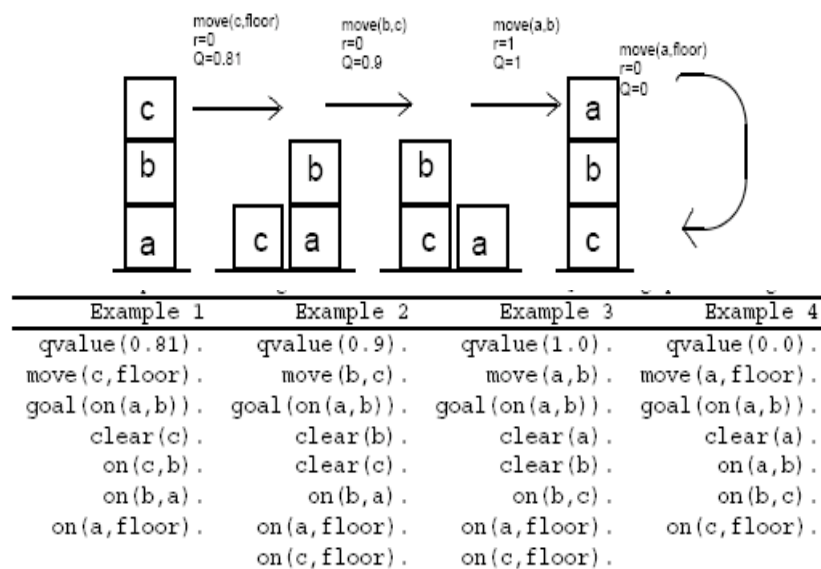 move(c,floor)
r=0
Q=0.81
move(b,c)
r=0
Q=0.9
move(a,b)
r=1
Q=1
move(a,floor)
r=0
Q=0
c
b
a
b
c a
b
c a
a
b
c
Example 1 Example 2 Example 3 Example 4
qvalue(0.81). qvalue(0.9). qvalue(1.0). qvalue(0.0).
move(c,floor). move(b,c). move(a,b). move(a,floor).
goal(on(a,b)). goal(on(a,b)). goal(on(a,b)). goal(on(a,b)).
clear(c). clear(b). clear(a). clear(a).
on(c,b). clear(c). clear(b). on(a,b).
on(b,a). on(b,a). on(b,c). on(b,c).
on(a,floor). on(a,floor). on(a,floor). on(c,floor).
on(c,floor). on(c,floor).